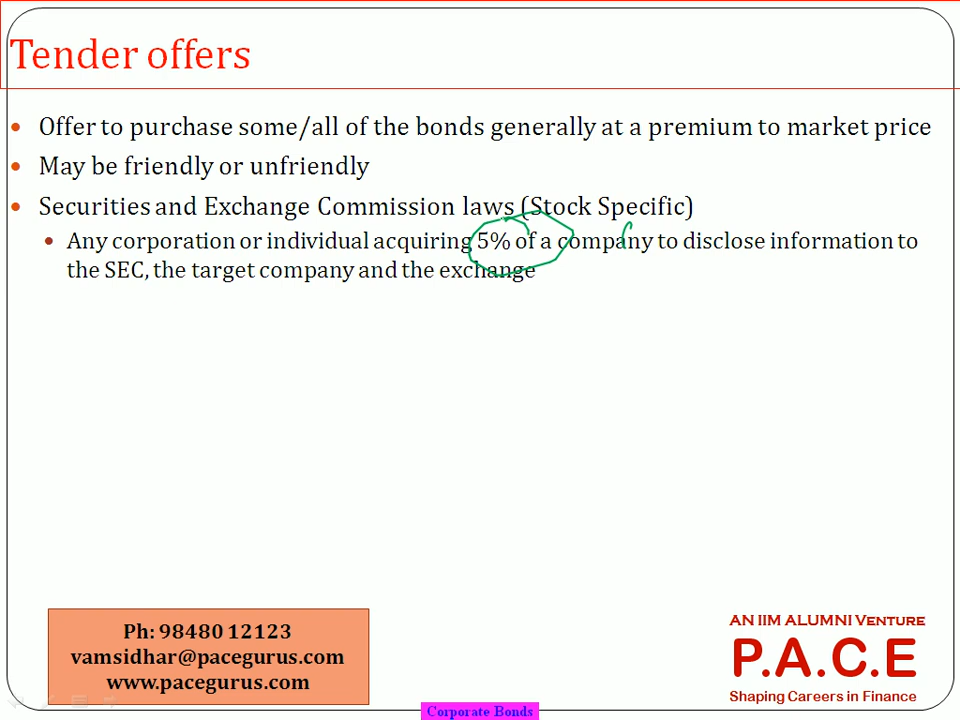 Tender offers
Offer to purchase some/all of the bonds generally at a premium to market price
May be friendly or unfriendly
Securities and Exchange Commission laws (Stock Specific)
Any corporation or individual acquiring 5% of a company to disclose information to
the SEC, the target company and the exchange
Ph: 98480 12123
vamsidhar@pacegurus.com
www.pacegurus.com
AN IIM ALUMNI VENTURE
P.A.C.E
Shaping Careers in Finance
Corporate Bonds